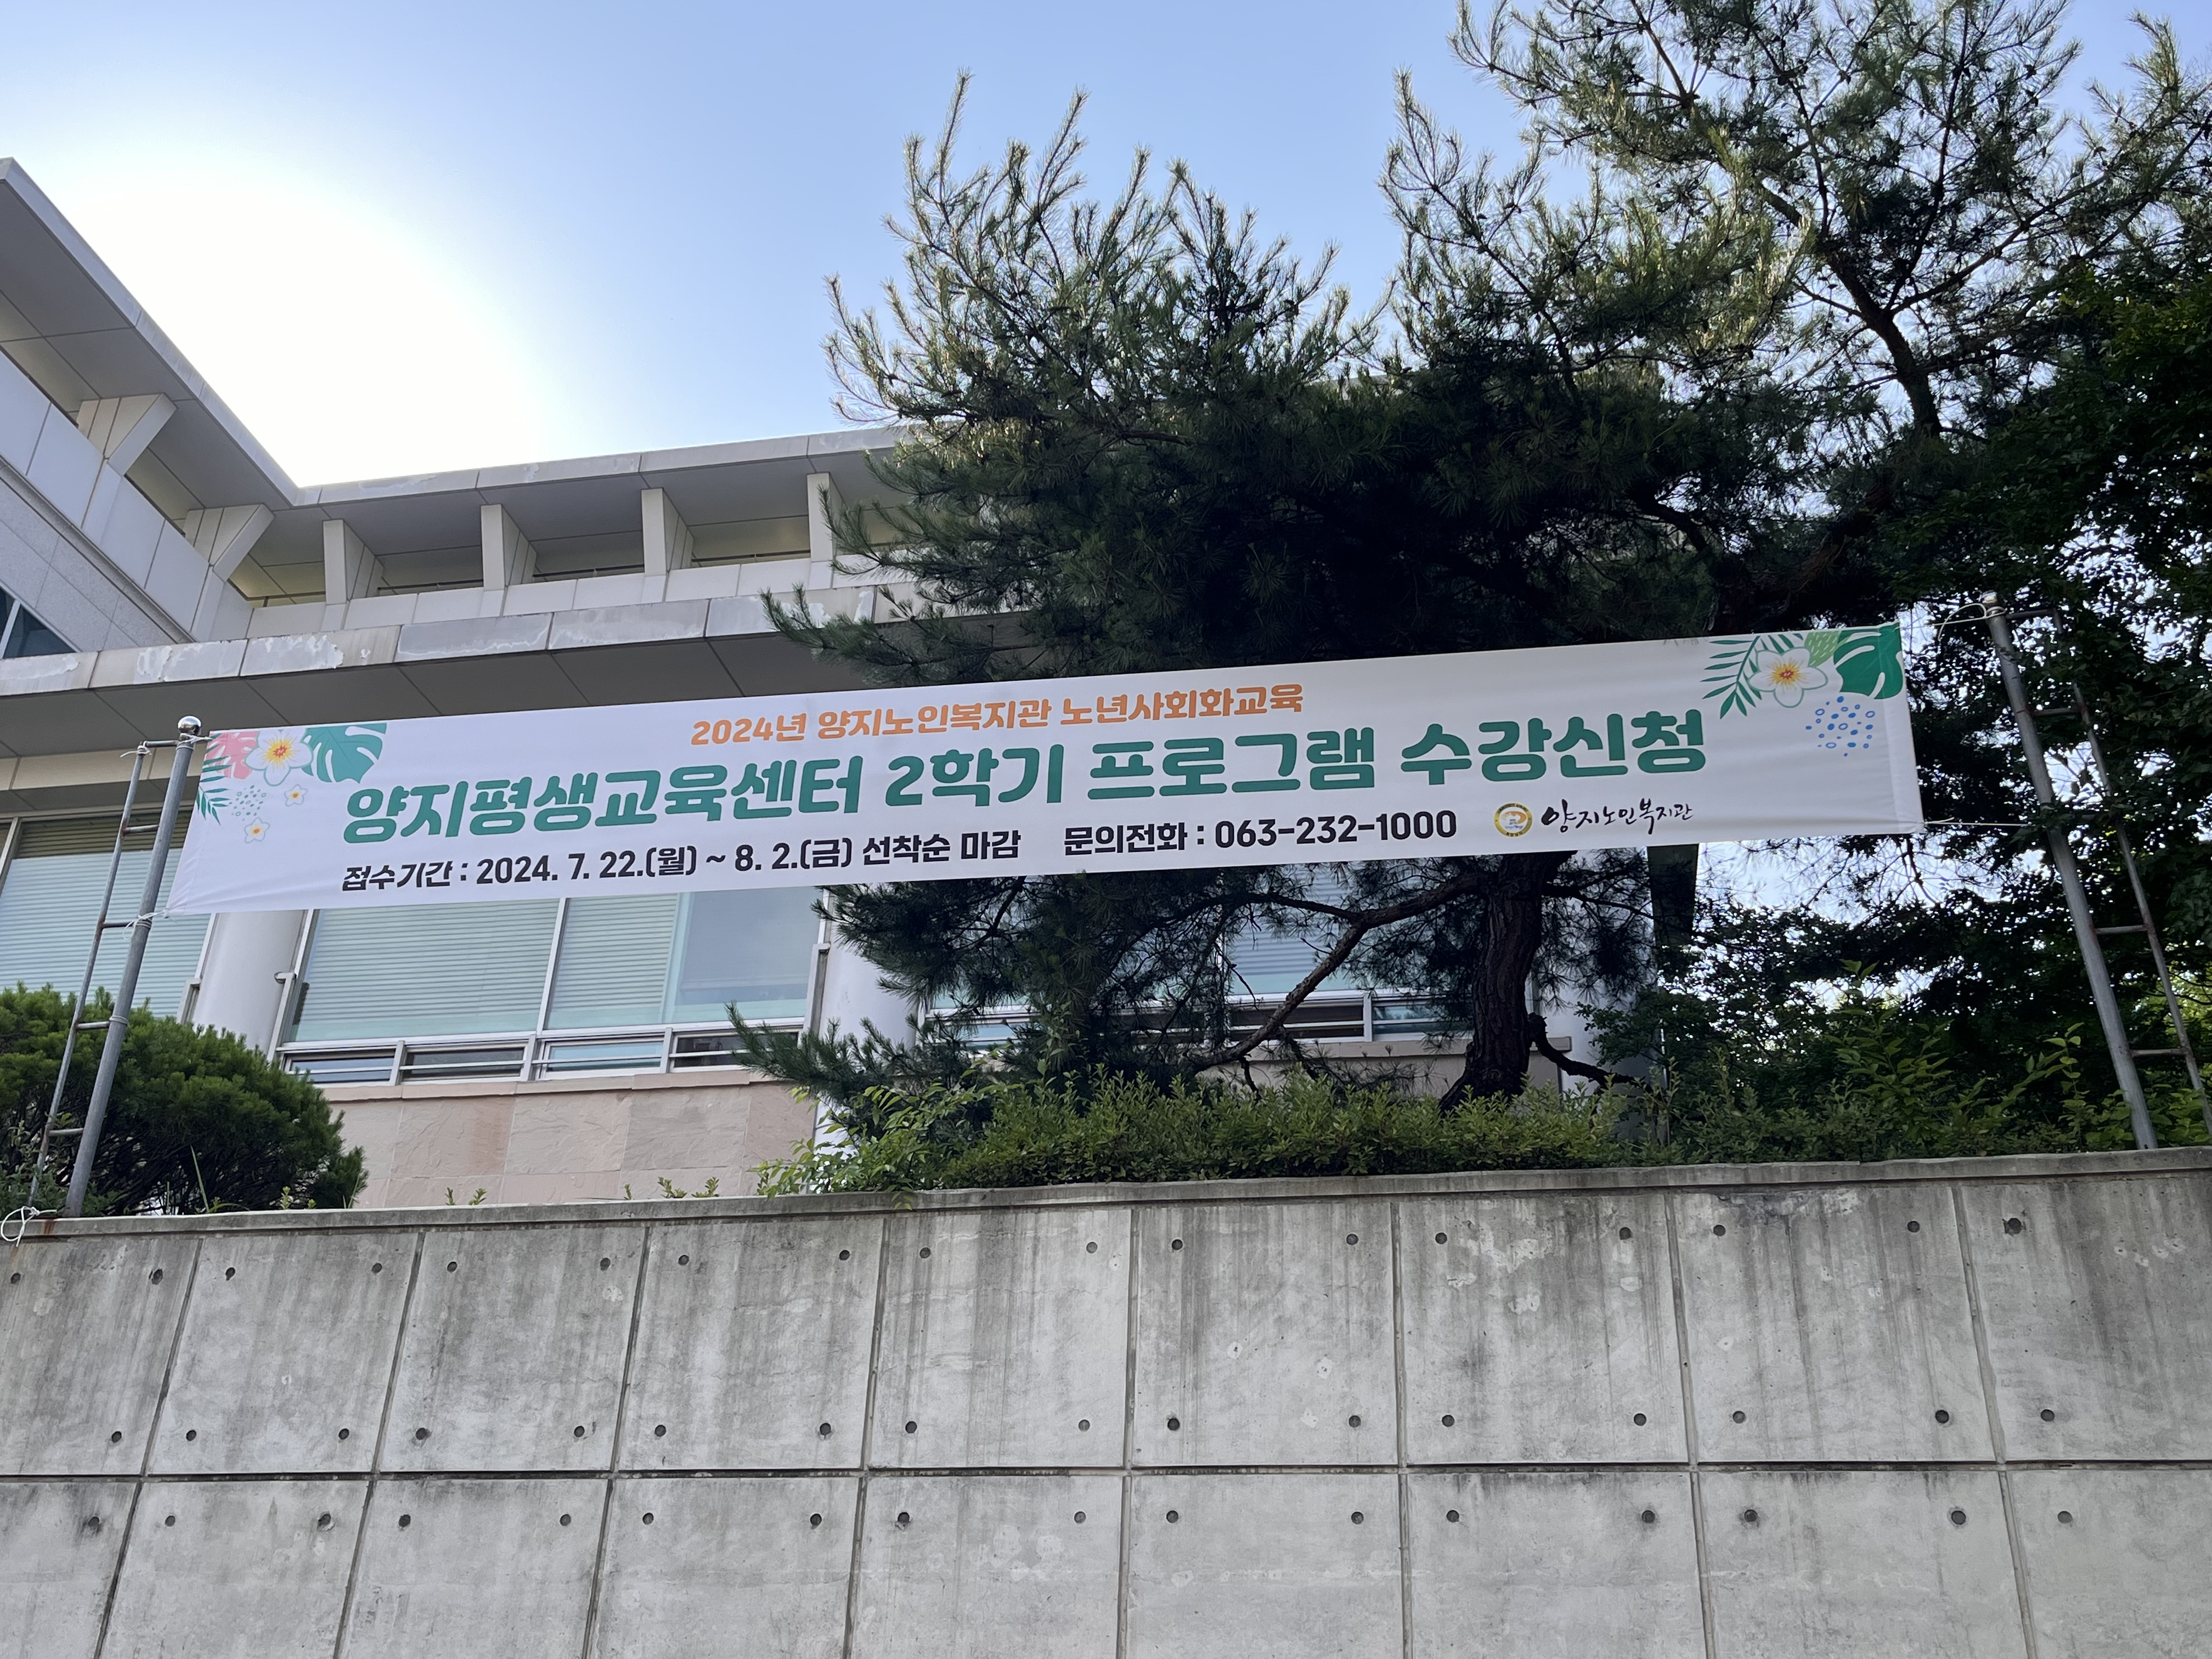 2024년 양지노인복지관 노년사회화교육
양지평생교육센터 2학기 프로그램 수강신청
접수기간 : 2024. 7. 22.(월) ~ 8. 2.(금) 선착순 마감 문의전화 : 063-232-1000 양지노인복지관